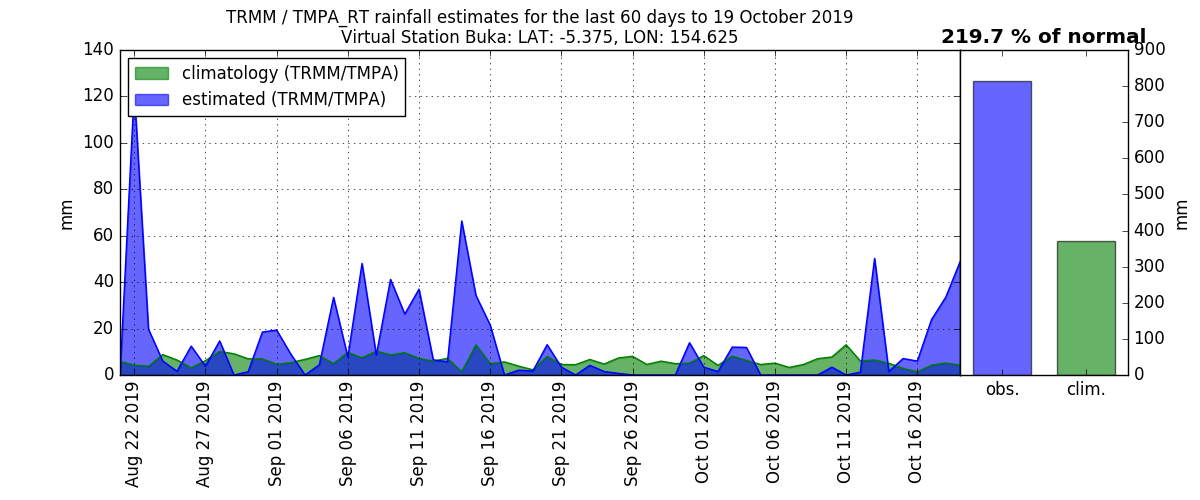 TRMM / TMPA_RT rainfall estimates for the last 60 days to 19 October 2019
Virtual Station Buka: LAT: -5.375, LON: 154.625
219.7 % of normal
climatology (TRMM/TMPA)
estimated (TRMM/TMPA)
mm
140
120
100
80
60
40
20
0
Aug 22 2019
Aug 27 2019
Sep 01 2019
Sep 06 2019
Sep 11 2019
Sep 16 2019
Sep 21 2019
Sep 26 2019
Oct 01 2019
Oct 06 2019
Oct 11 2019
Oct 16 2019
obs.
clim.
900
800
700
600
500
400
300
200
100
0
mm